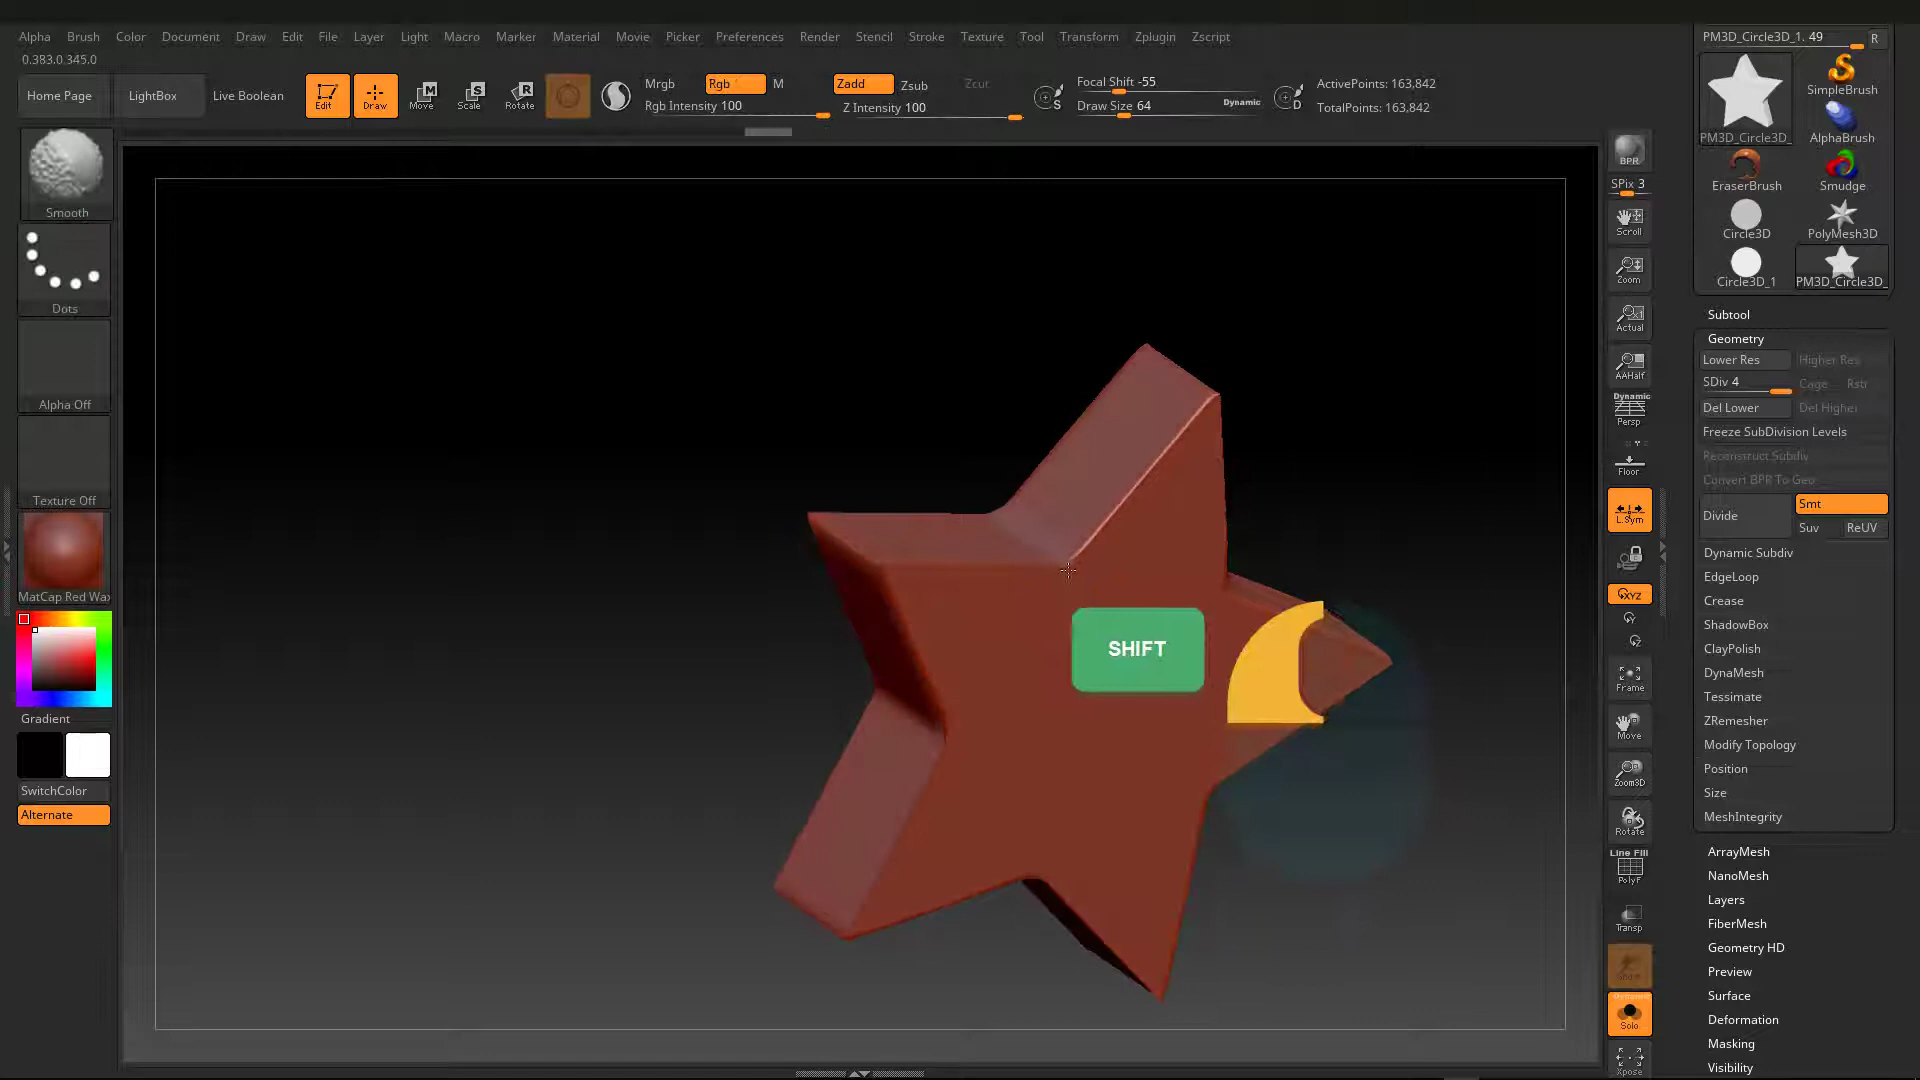 Alpha Brush Color Document Draw Edit File Layer Light Macro Marker Material Movie Picker Preferences Render Stencil Stroke Texture Tool Transform Zplugin Zscript
0.383.0.345.0
Home Page
LightBox
Live Boolean
Edit
Draw
Move
Scale
Rotate
Mrgb
Rgb
M
Rgb Intensity 100
Zadd
Zsub
Zcut
Z Intensity 100
S
Focal Shift -55
Draw Size 64
Dynamic
D
ActivePoints: 163,842
TotalPoints: 163,842
Smooth
Dots
Alpha Off
Texture Off
MatCap Red Wax
Gradient
SwitchColor
Alternate
SHIFT
BPR
SPix 3
Scroll
Zoom
Actual
AAHalf
Dynamic
Persp
Floor
L.Sym
XYZ
Y
Z
Frame
Move
Zoom3D
Rotate
Line Fill
PolyF
Transp
Dynamic
Solo
Xpose
PM3D_Circle3D_1. 49
R
PM3D_Circle3D_
SimpleBrush
AlphaBrush
EraserBrush
Smudge
Circle3D
PolyMesh3D
Circle3D_1
PM3D_Circle3D_
Subtool
Geometry
Lower Res
Higher Res
SDiv 4
Cage
Rstr
Del Lower
Del Higher
Freeze SubDivision Levels
Reconstruct Subdiv
Convert BPR To Geo
Divide
Smt
Suv
ReUV
Dynamic Subdiv
EdgeLoop
Crease
ShadowBox
ClayPolish
DynaMesh
Tessimate
ZRemesher
Modify Topology
Position
Size
MeshIntegrity
ArrayMesh
NanoMesh
Layers
FiberMesh
Geometry HD
Preview
Surface
Deformation
Masking
Visibility